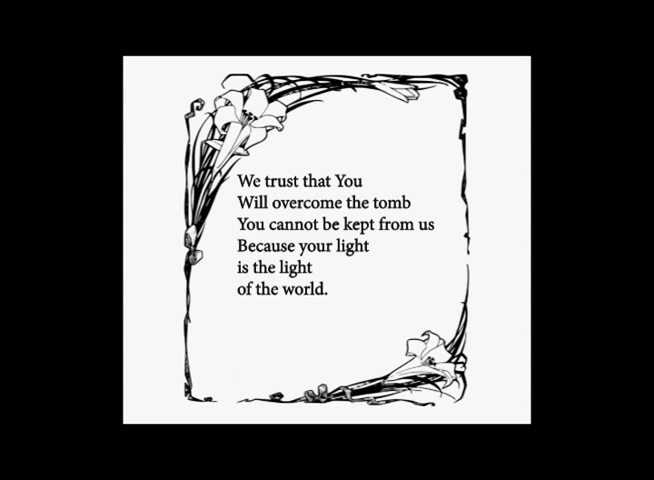 We trust that You
Will overcome the tomb
You cannot be kept from us
Because your light
is the light
of the world.